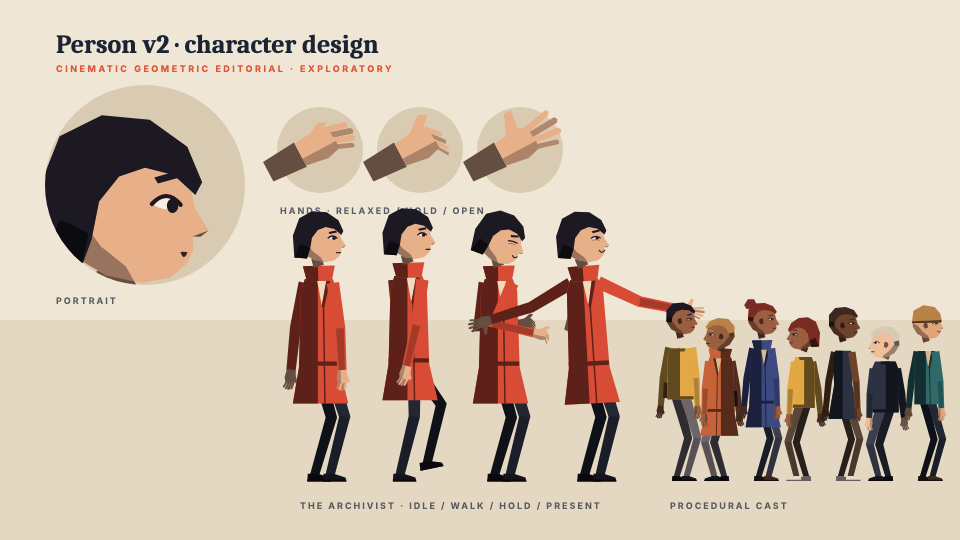 Person v2 · character design
CINEMATIC GEOMETRIC EDITORIAL · EXPLORATORY
HANDS · RELAXED / HOLD / OPEN
PORTRAIT
THE ARCHIVIST · IDLE / WALK / HOLD / PRESENT
PROCEDURAL CAST